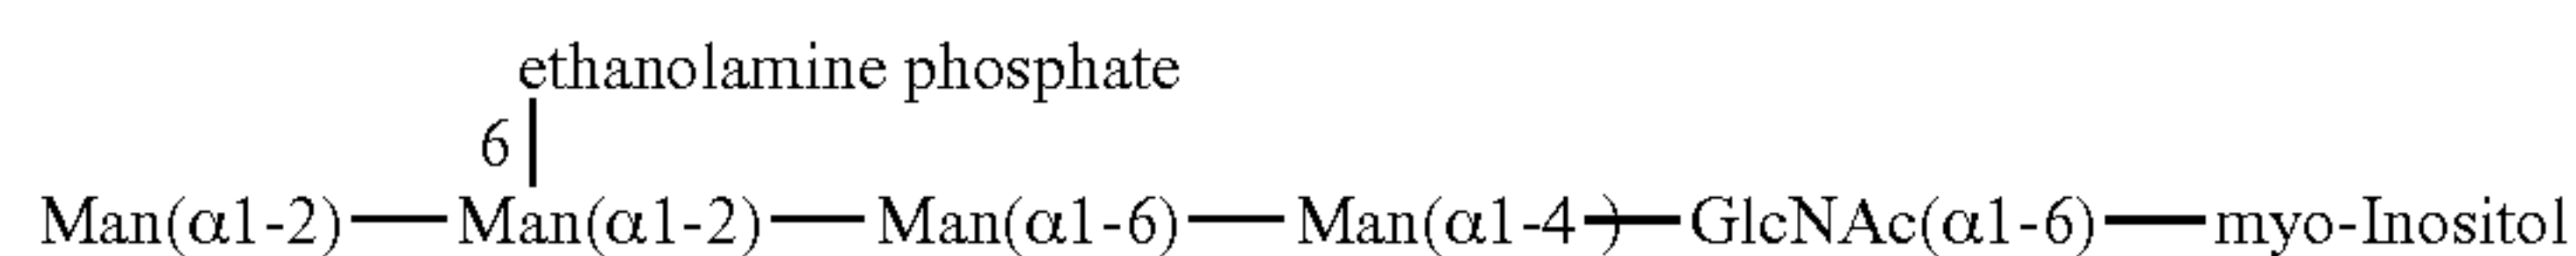 ethanolamine phosphate
6
Man(α1-2)—Man(α1-2)—Man(α1-6)—Man(α1-4)—GlcNAc(α1-6)—myo-Inositol